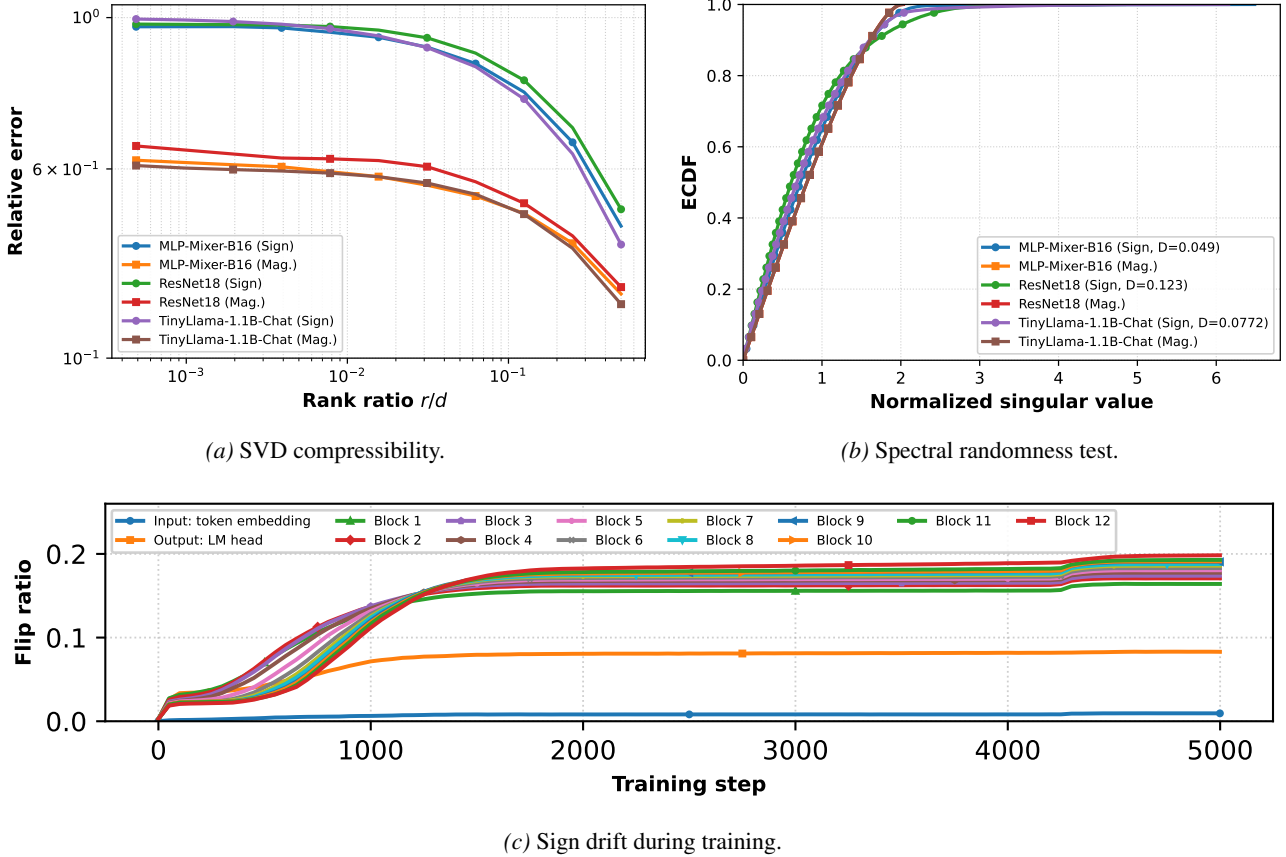 Relative error
10⁰
6 × 10⁻¹
10⁻¹
MLP-Mixer-B16 (Sign)
MLP-Mixer-B16 (Mag.)
ResNet18 (Sign)
ResNet18 (Mag.)
TinyLlama-1.1B-Chat (Sign)
TinyLlama-1.1B-Chat (Mag.)
10⁻³ 10⁻² 10⁻¹
Rank ratio r/d
(a) SVD compressibility.
ECDF
1.0
0.8
0.6
0.4
0.2
0.0
MLP-Mixer-B16 (Sign, D=0.049)
MLP-Mixer-B16 (Mag.)
ResNet18 (Sign, D=0.123)
ResNet18 (Mag.)
TinyLlama-1.1B-Chat (Sign, D=0.0772)
TinyLlama-1.1B-Chat (Mag.)
0 1 2 3 4 5 6
Normalized singular value
(b) Spectral randomness test.
Input: token embedding Block 1 Block 3 Block 5 Block 7 Block 9 Block 11 Block 12
Output: LM head Block 2 Block 4 Block 6 Block 8 Block 10
Flip ratio
0.2
0.1
0.0
0 1000 2000 3000 4000 5000
Training step
(c) Sign drift during training.